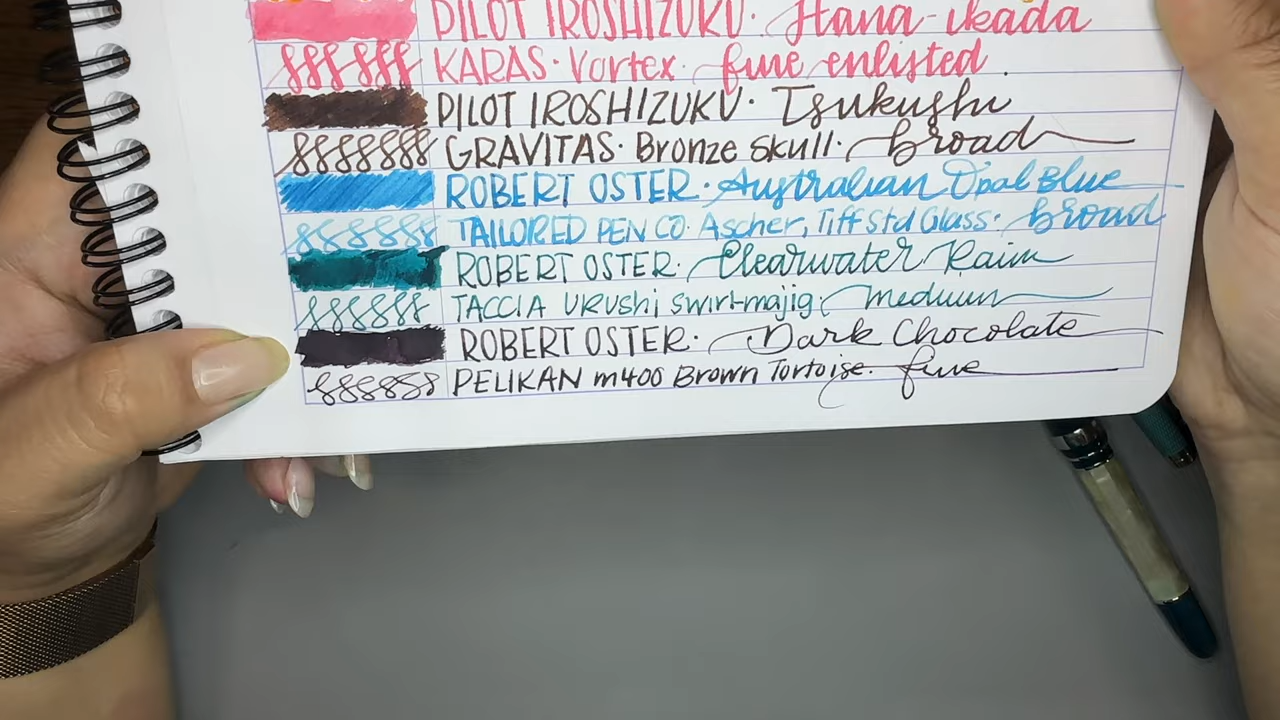 PILOT IROSHIZUKU · Hana-ikada
KARAS · Vortex · fine enlisted
PILOT IROSHIZUKU · Tsukushi
GRAVITAS · Bronze Skull · broad
ROBERT OSTER · Australian Opal Blue
TAILORED PEN CO · Ascher, Tiff Std Glass · broad
ROBERT OSTER · Clearwater Rain
TACCIA Urushi swirl-majig · medium
ROBERT OSTER · Dark Chocolate
PELIKAN m400 Brown Tortoise · fine